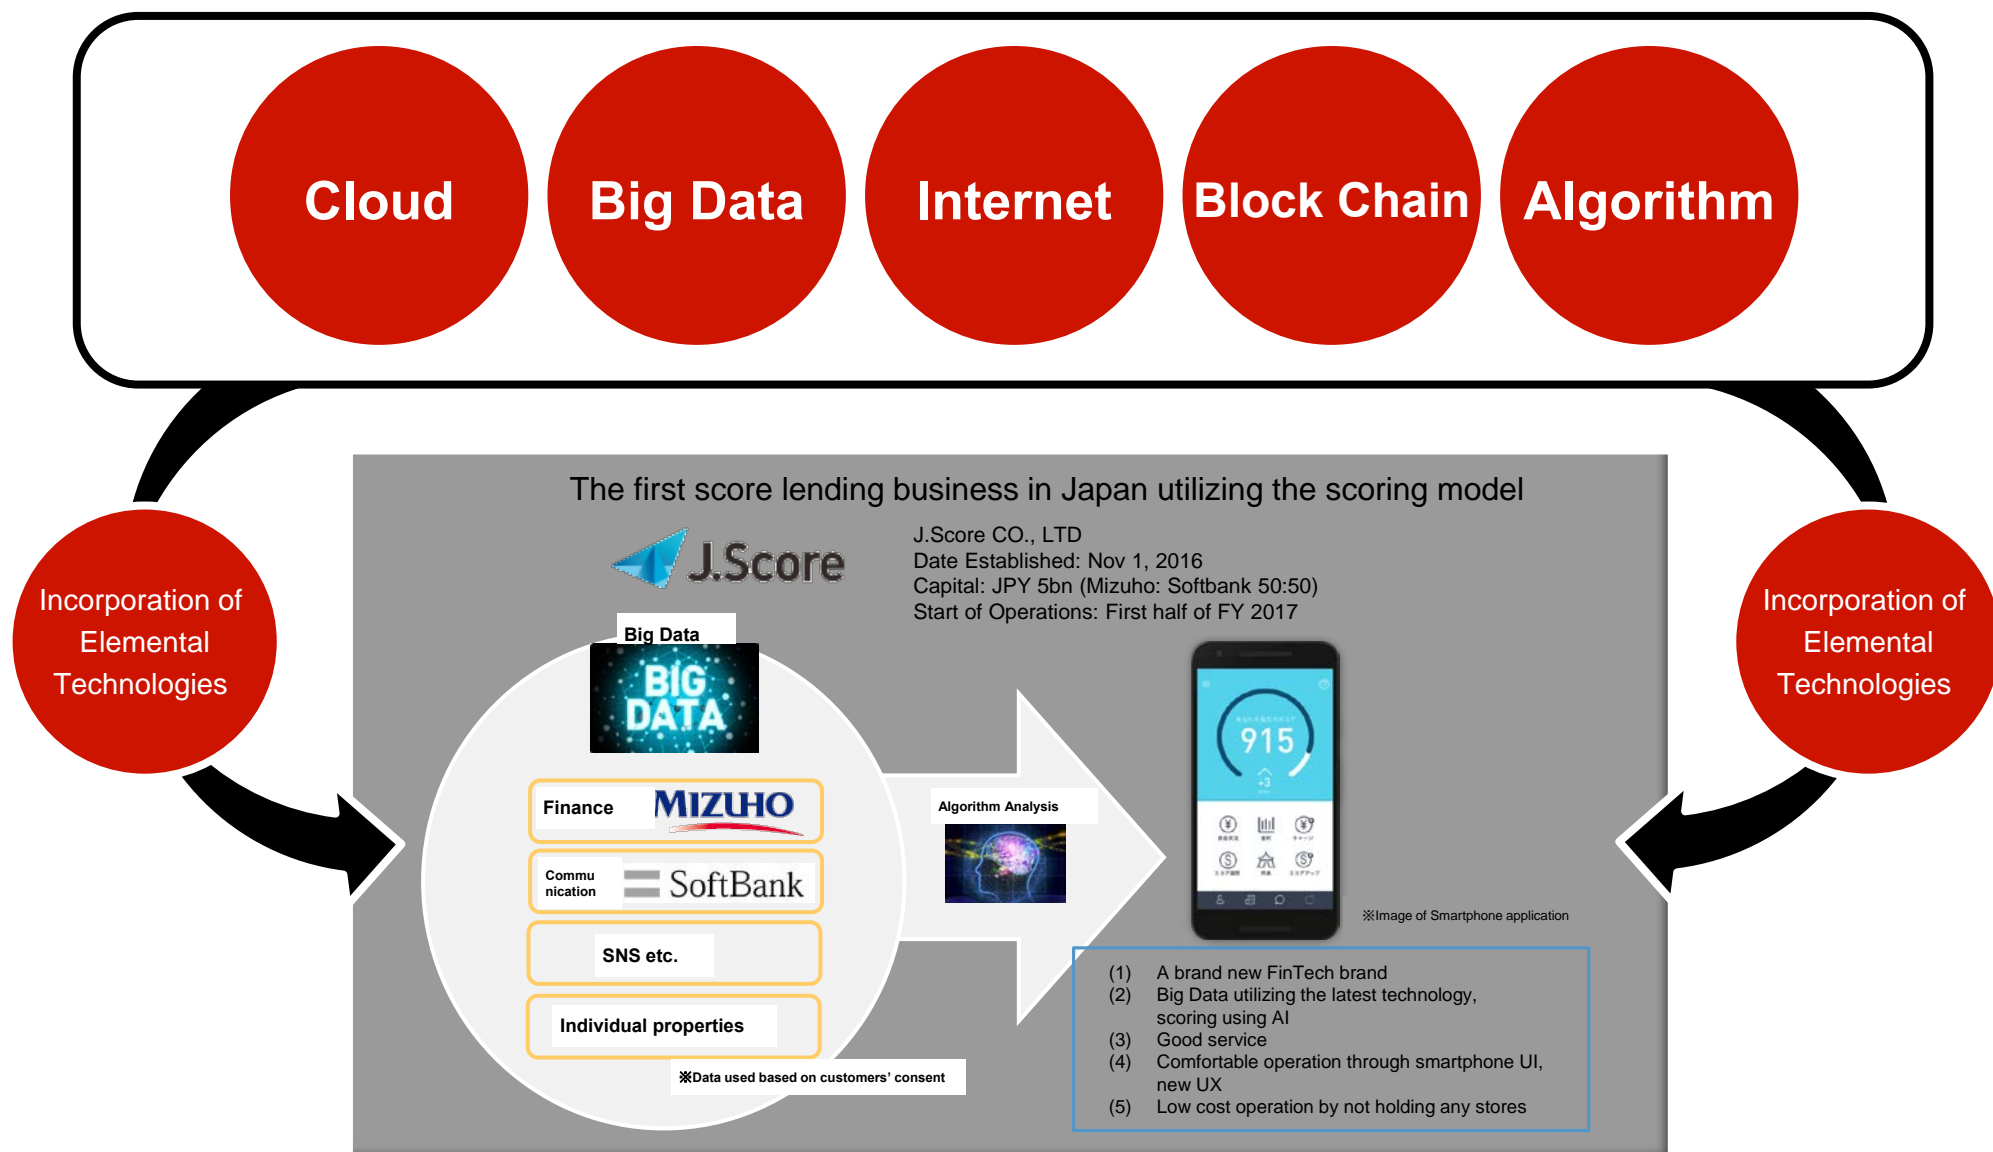 Cloud
Big Data
Internet
Block Chain
Algorithm
Incorporation of
Elemental
Technologies
The first score lending business in Japan utilizing the scoring model
J.Score
J.Score CO., LTD
Date Established: Nov 1, 2016
Capital: JPY 5bn (Mizuho: Softbank 50:50)
Start of Operations: First half of FY 2017
Big Data
BIG
DATA
Finance
MIZUHO
Commu
nication
SoftBank
SNS etc.
Individual properties
※Data used based on customers’ consent
Algorithm Analysis
915
+3
※Image of Smartphone application
(1) A brand new FinTech brand
(2) Big Data utilizing the latest technology,
scoring using AI
(3) Good service
(4) Comfortable operation through smartphone UI,
new UX
(5) Low cost operation by not holding any stores
Incorporation of
Elemental
Technologies